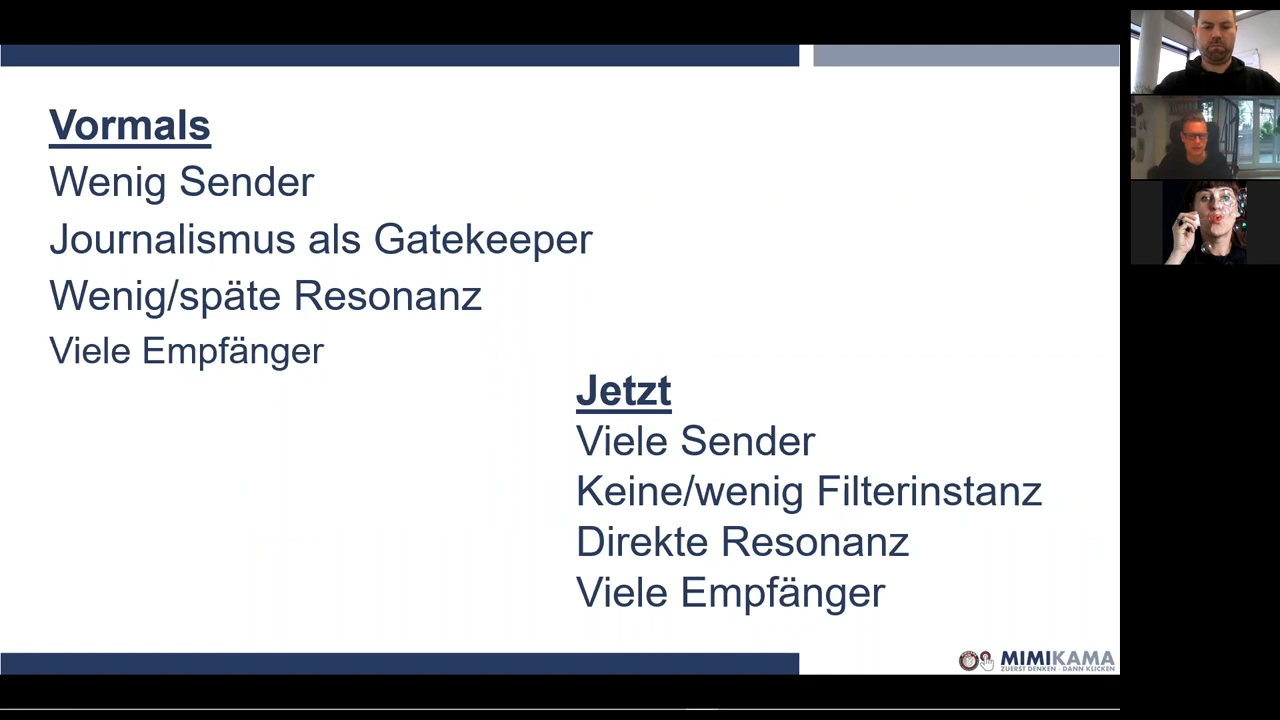 Vormals
Wenig Sender
Journalismus als Gatekeeper
Wenig/späte Resonanz
Viele Empfänger
Jetzt
Viele Sender
Keine/wenig Filterinstanz
Direkte Resonanz
Viele Empfänger
MIMIKAMA
ZUERST DENKEN - DANN KLICKEN